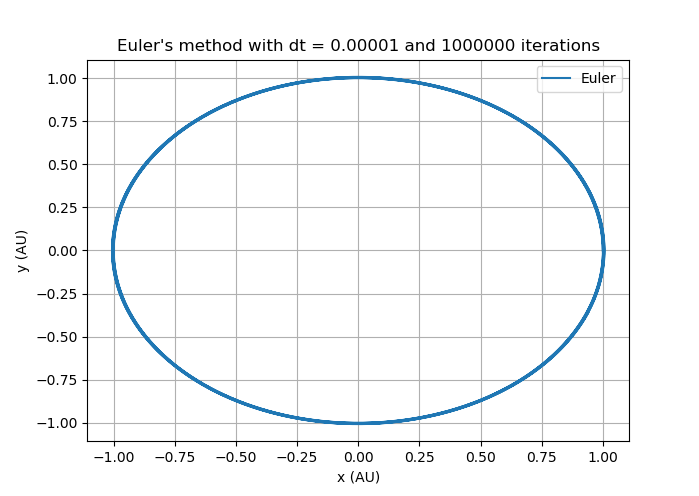 Euler's method with dt = 0.00001 and 1000000 iterations
Euler
1.00
0.75
0.50
0.25
0.00
−0.25
−0.50
−0.75
−1.00
y (AU)
−1.00 −0.75 −0.50 −0.25 0.00 0.25 0.50 0.75 1.00
x (AU)